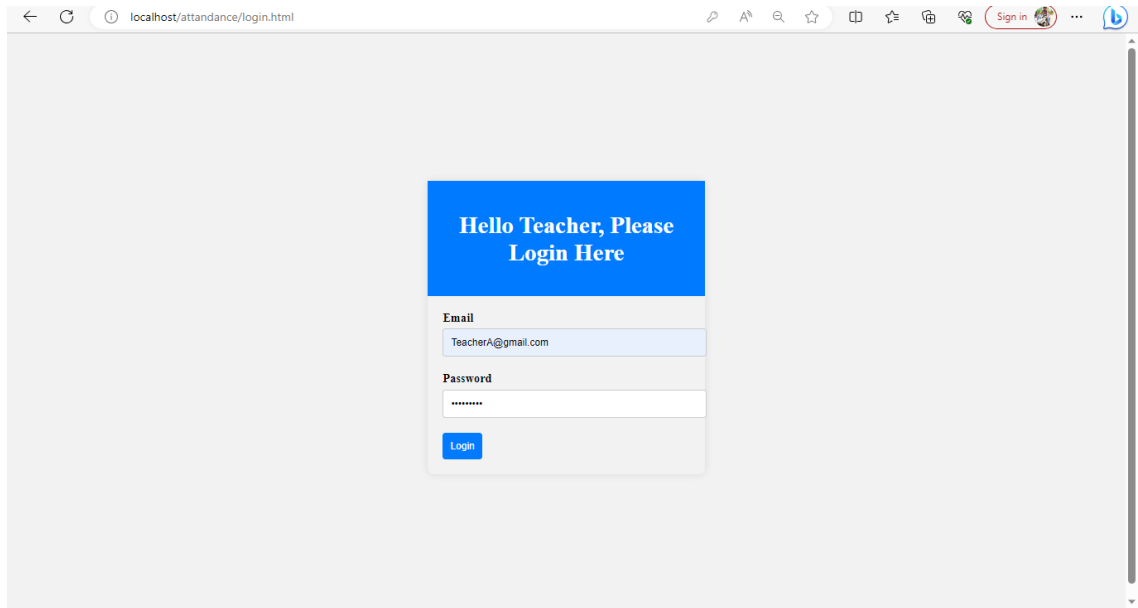 localhost/attandance/login.html
Sign in
Hello Teacher, Please
Login Here
Email
TeacherA@gmail.com
Password
•••••••••
Login